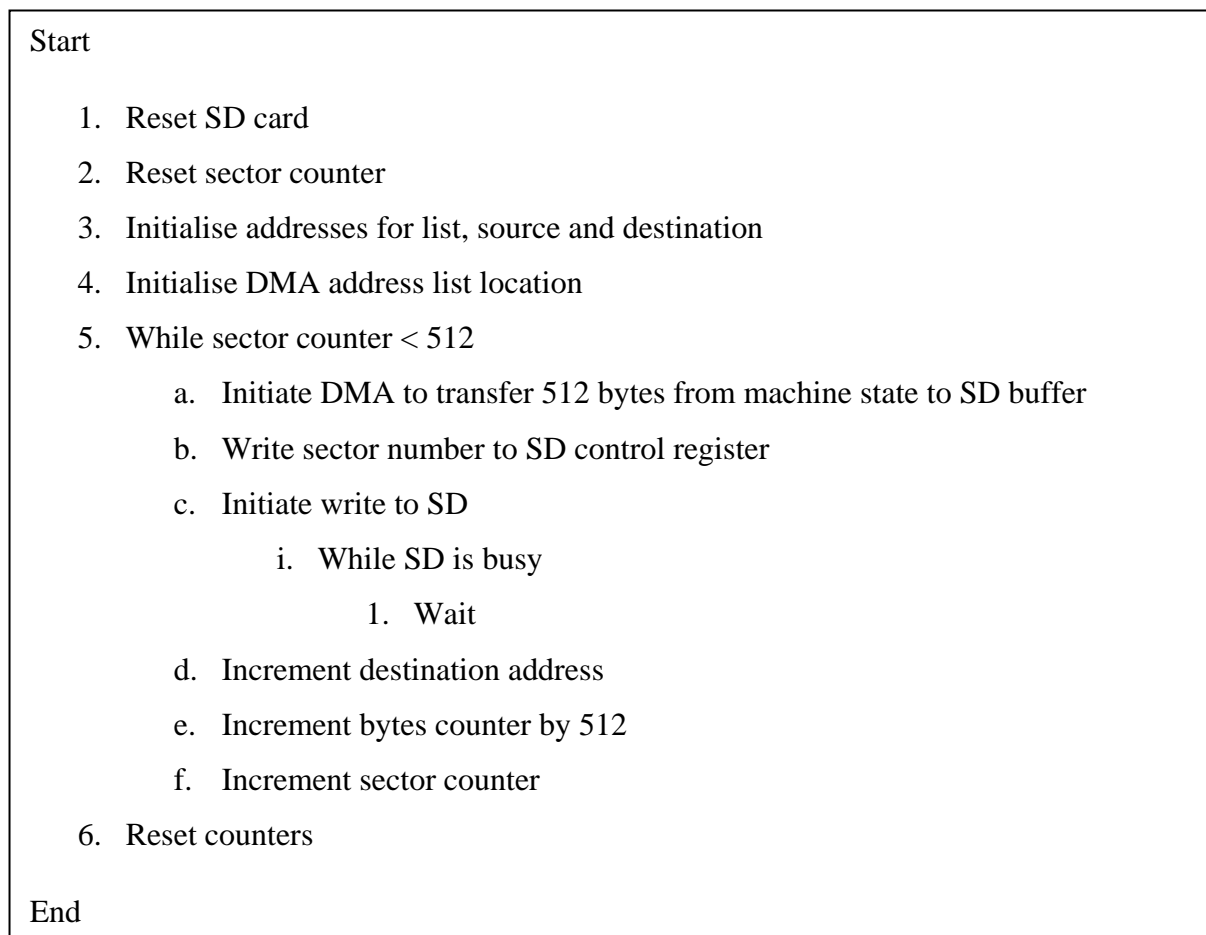 Start
1. Reset SD card
2. Reset sector counter
3. Initialise addresses for list, source and destination
4. Initialise DMA address list location
5. While sector counter < 512
a. Initiate DMA to transfer 512 bytes from machine state to SD buffer
b. Write sector number to SD control register
c. Initiate write to SD
i. While SD is busy
1. Wait
d. Increment destination address
e. Increment bytes counter by 512
f. Increment sector counter
6. Reset counters
End